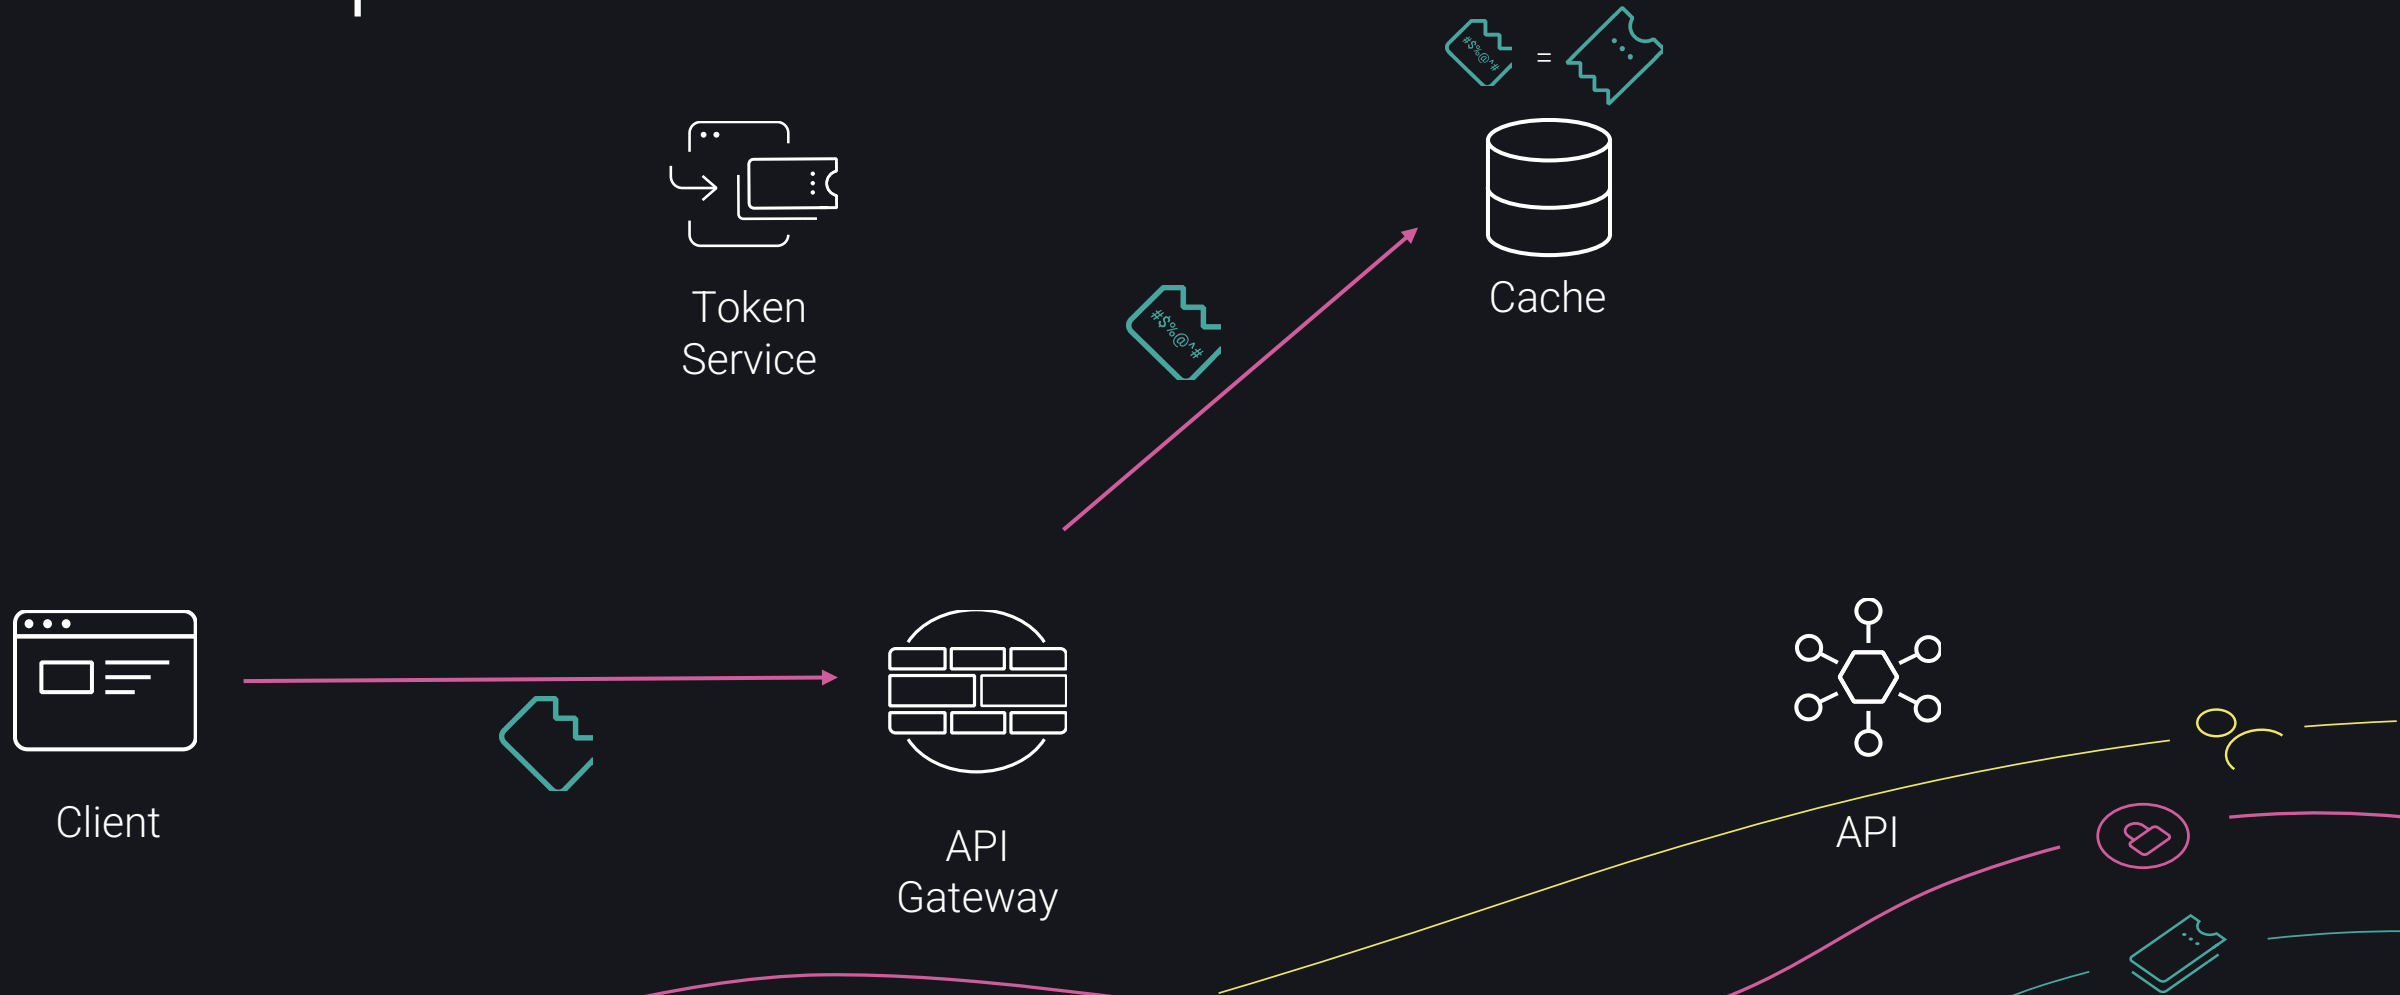 #$%@^#
=
Token
Service
#$%@^#
Cache
Client
API
Gateway
API